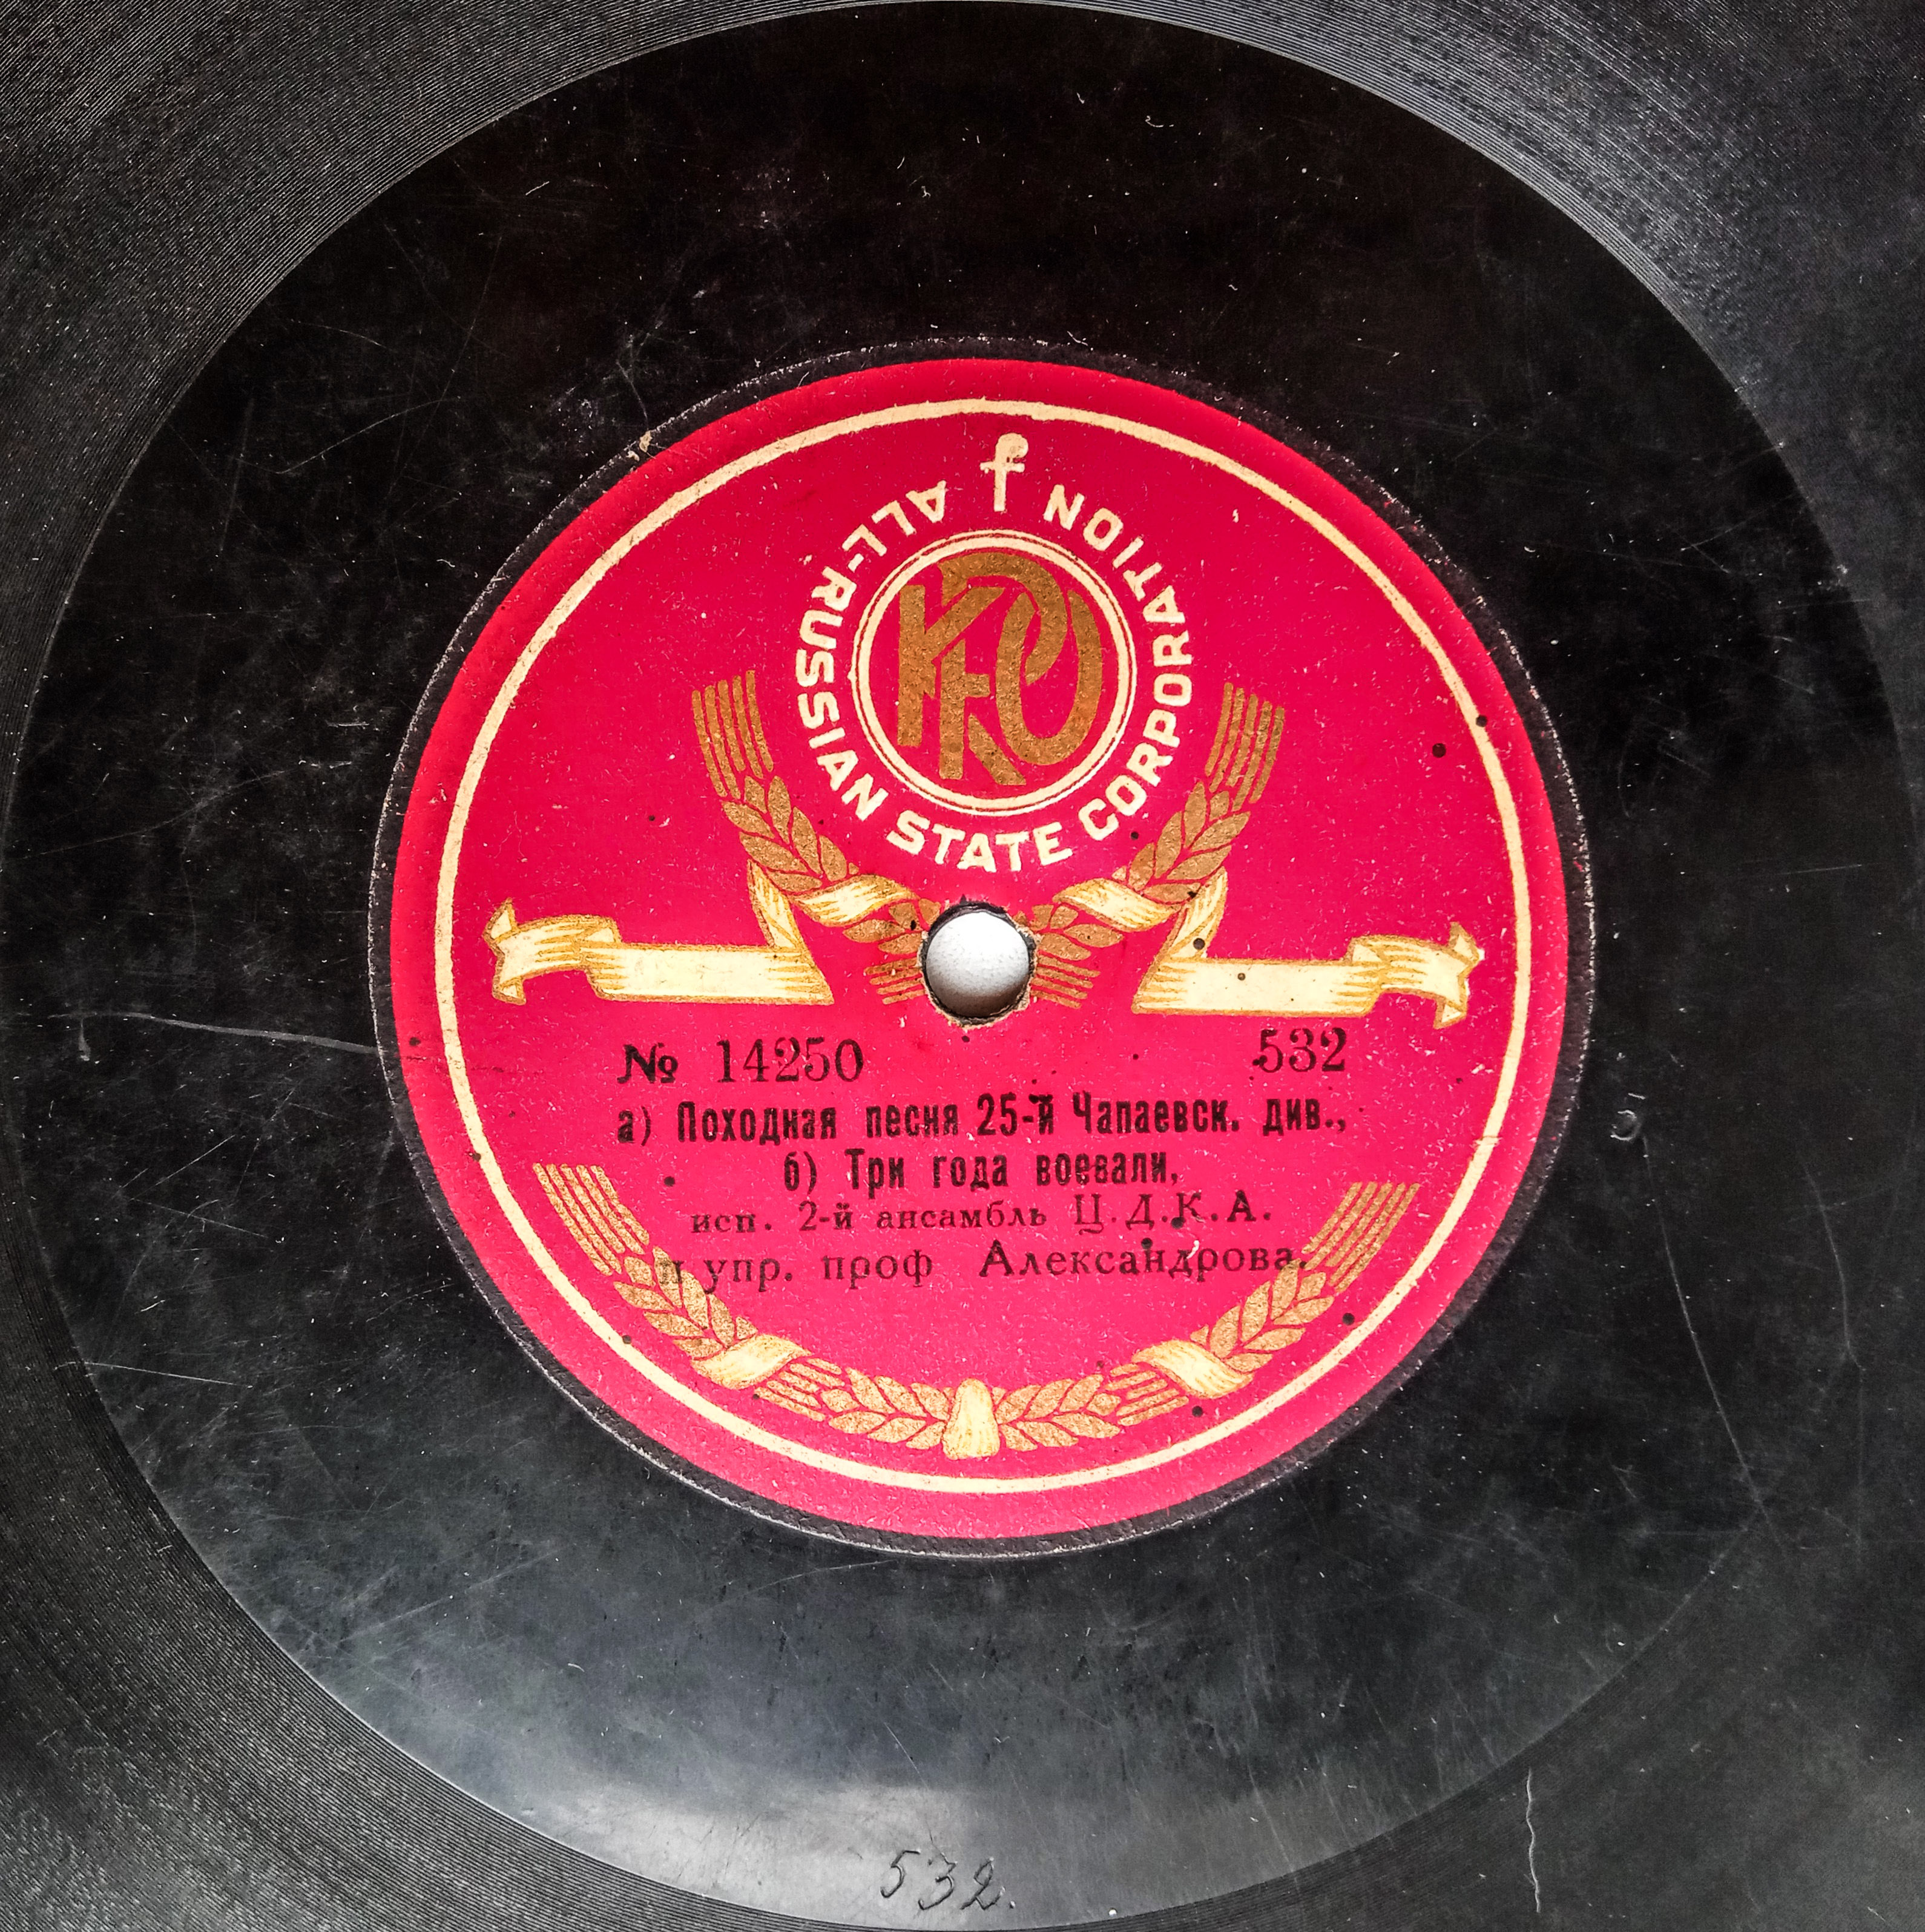 ALL-RUSSIAN STATE CORPORATION
№ 14250 532
а) Походная песня 25-й Чапаевск. див.,
б) Три года воевали,
исп. 2-й ансамбль Ц.Д.К.А.
п упр. проф Александрова.
532.